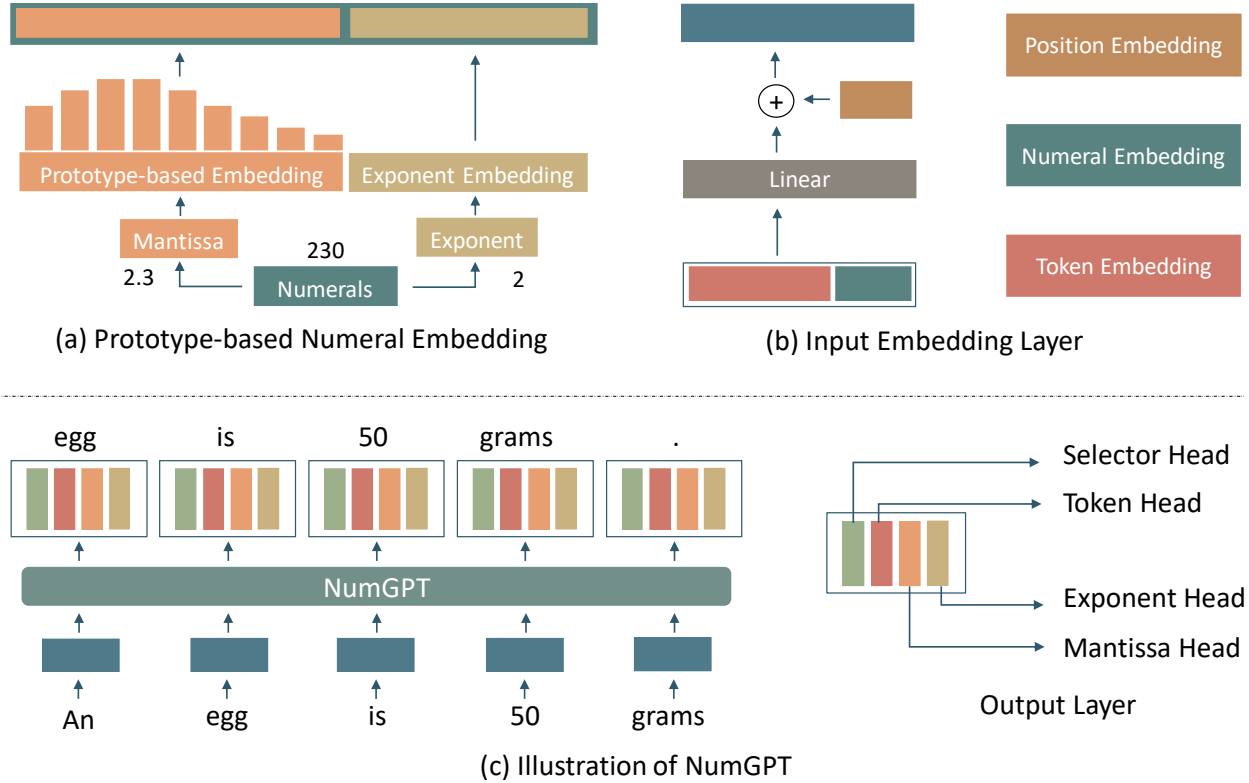 Prototype-based Embedding
Exponent Embedding
Mantissa
Exponent
230
2.3
Numerals
2
(a) Prototype-based Numeral Embedding
+
Linear
(b) Input Embedding Layer
Position Embedding
Numeral Embedding
Token Embedding
egg is 50 grams .
NumGPT
An egg is 50 grams
Selector Head
Token Head
Exponent Head
Mantissa Head
Output Layer
(c) Illustration of NumGPT